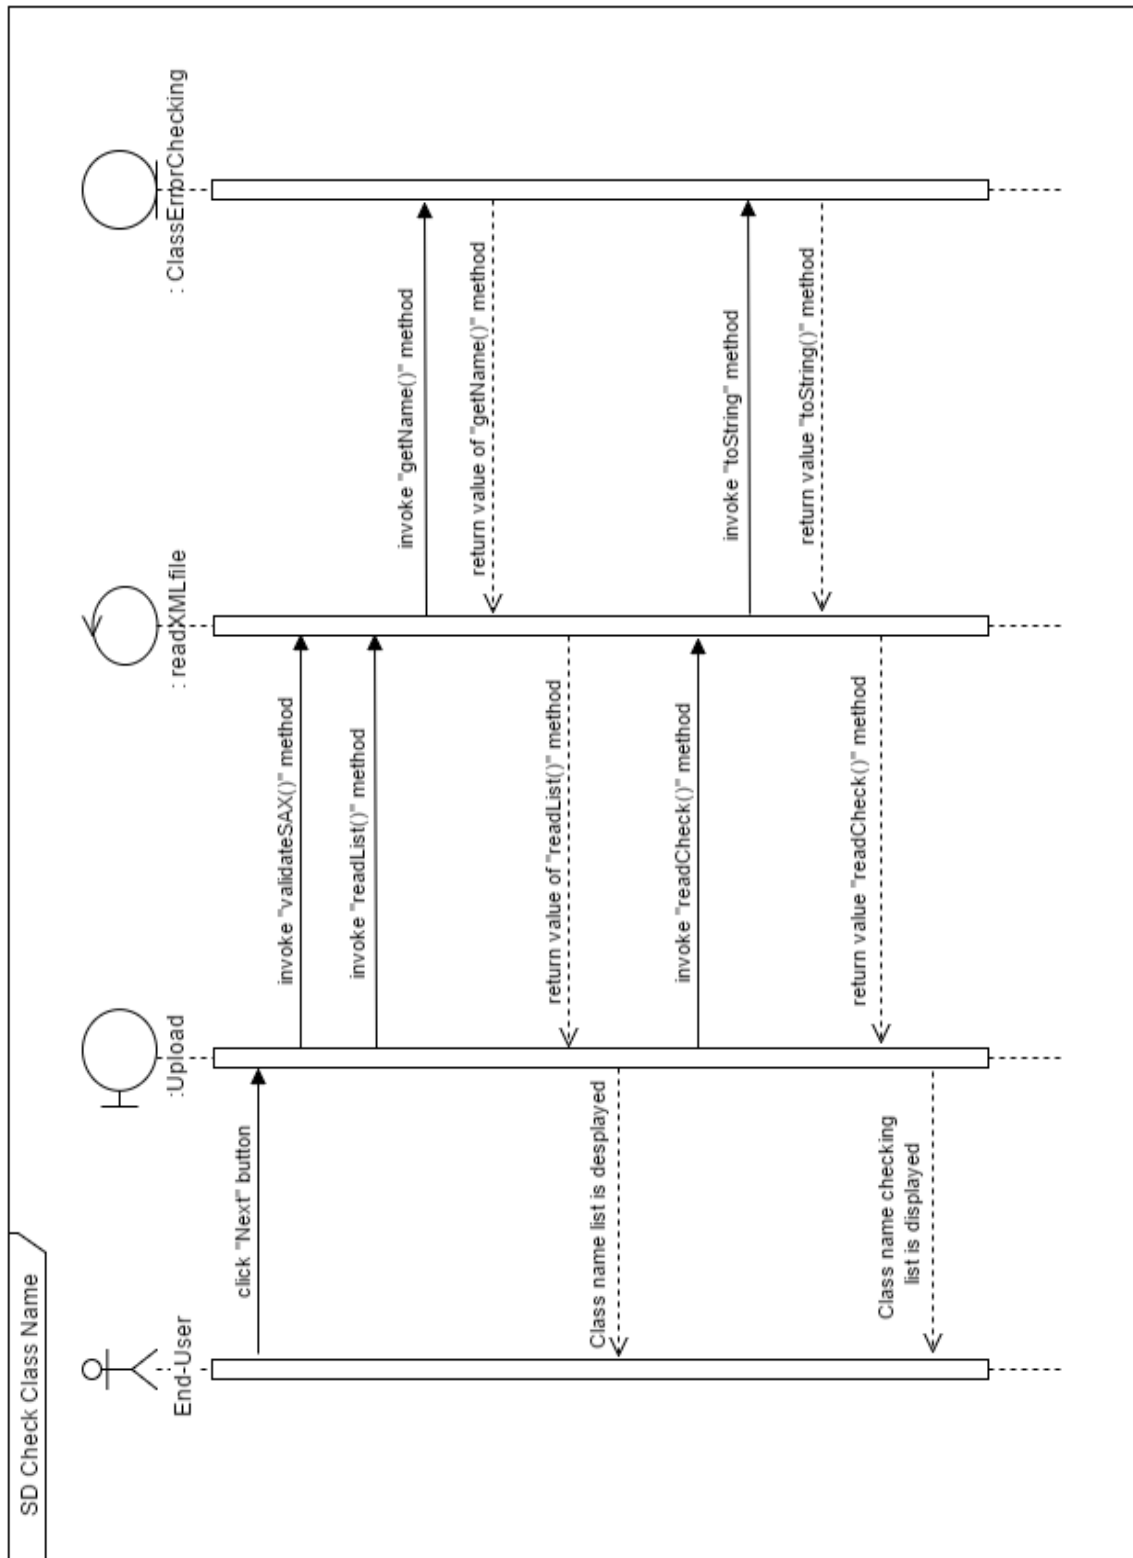 SD Check Class Name
End-User
:Upload
: readXMLfile
: ClassErrorChecking
click "Next" button
invoke "validateSAX()" method
invoke "readList()" method
invoke "getName()" method
return value of "getName()" method
return value of "readList()" method
Class name list is desplayed
invoke "readCheck()" method
invoke "toString" method
return value "toString()" method
return value "readCheck()" method
Class name checking
list is displayed